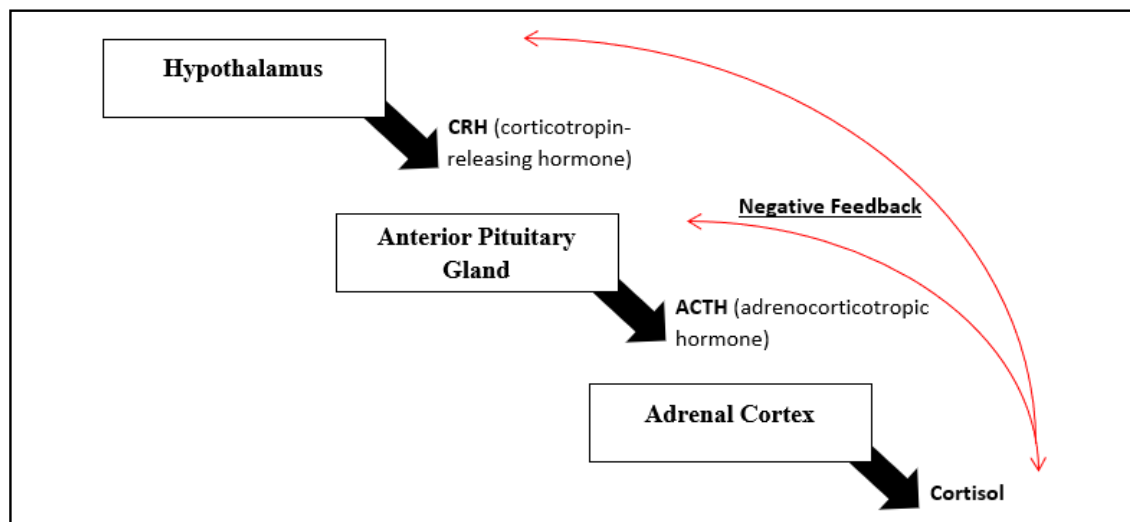 Hypothalamus
CRH (corticotropin-
releasing hormone)
Negative Feedback
Anterior Pituitary
Gland
ACTH (adrenocorticotropic
hormone)
Adrenal Cortex
Cortisol